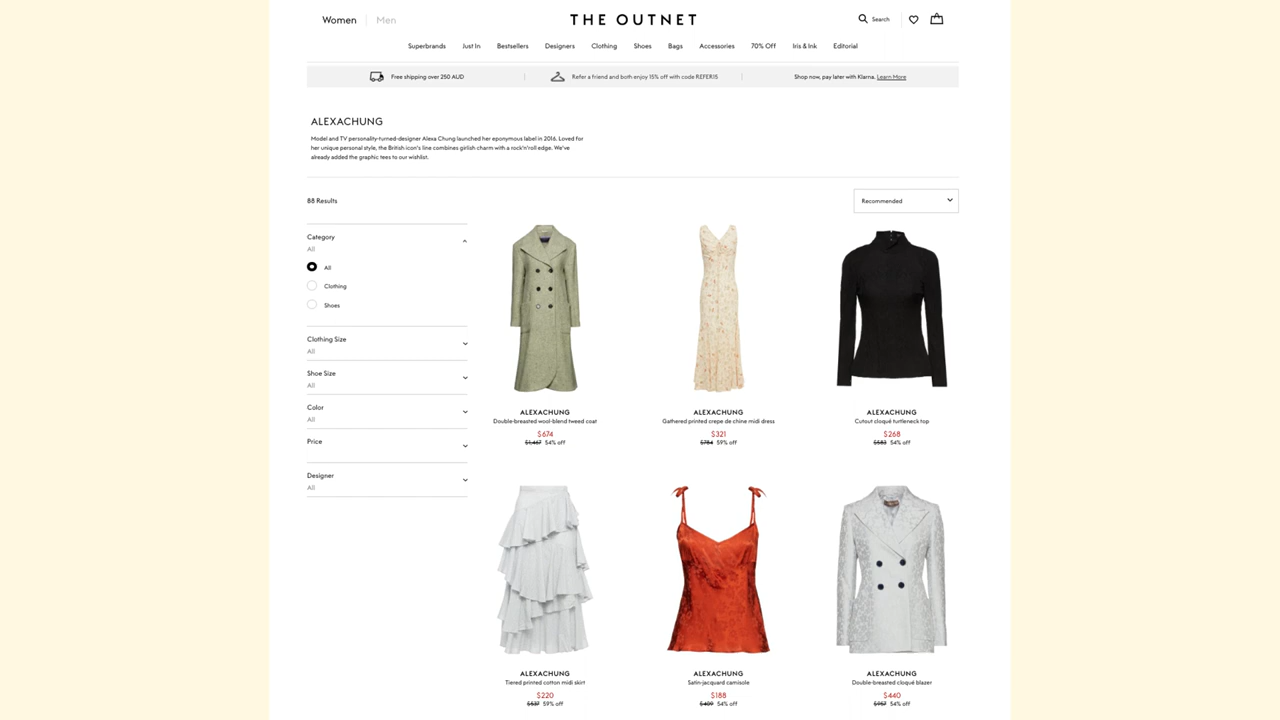 Women Men THE OUTNET Search
Superbrands Just In Bestsellers Designers Clothing Shoes Bags Accessories 70% Off Iris & Ink Editorial
Free shipping over 250 AUD Refer a friend and both enjoy 15% off with code REFER15 Shop now, pay later with Klarna. Learn More
ALEXACHUNG
Model and TV personality-turned-designer Alexa Chung launched her eponymous label in 2016. Loved for
her unique personal style, the British icon's line combines girlish charm with a rock'n'roll edge. We've
already added the graphic tees to our wishlist.
88 Results
Recommended
Category
All
All
Clothing
Shoes
Clothing Size
All
Shoe Size
All
Color
All
Price
Designer
All
ALEXACHUNG
Double-breasted wool-blend tweed coat
$674
$1,467 54% off
ALEXACHUNG
Gathered printed crepe de chine midi dress
$321
$784 59% off
ALEXACHUNG
Cutout cloqué turtleneck top
$268
$583 54% off
ALEXACHUNG
Tiered printed cotton midi skirt
$220
$537 59% off
ALEXACHUNG
Satin-jacquard camisole
$188
$409 54% off
ALEXACHUNG
Double-breasted cloqué blazer
$440
$957 54% off